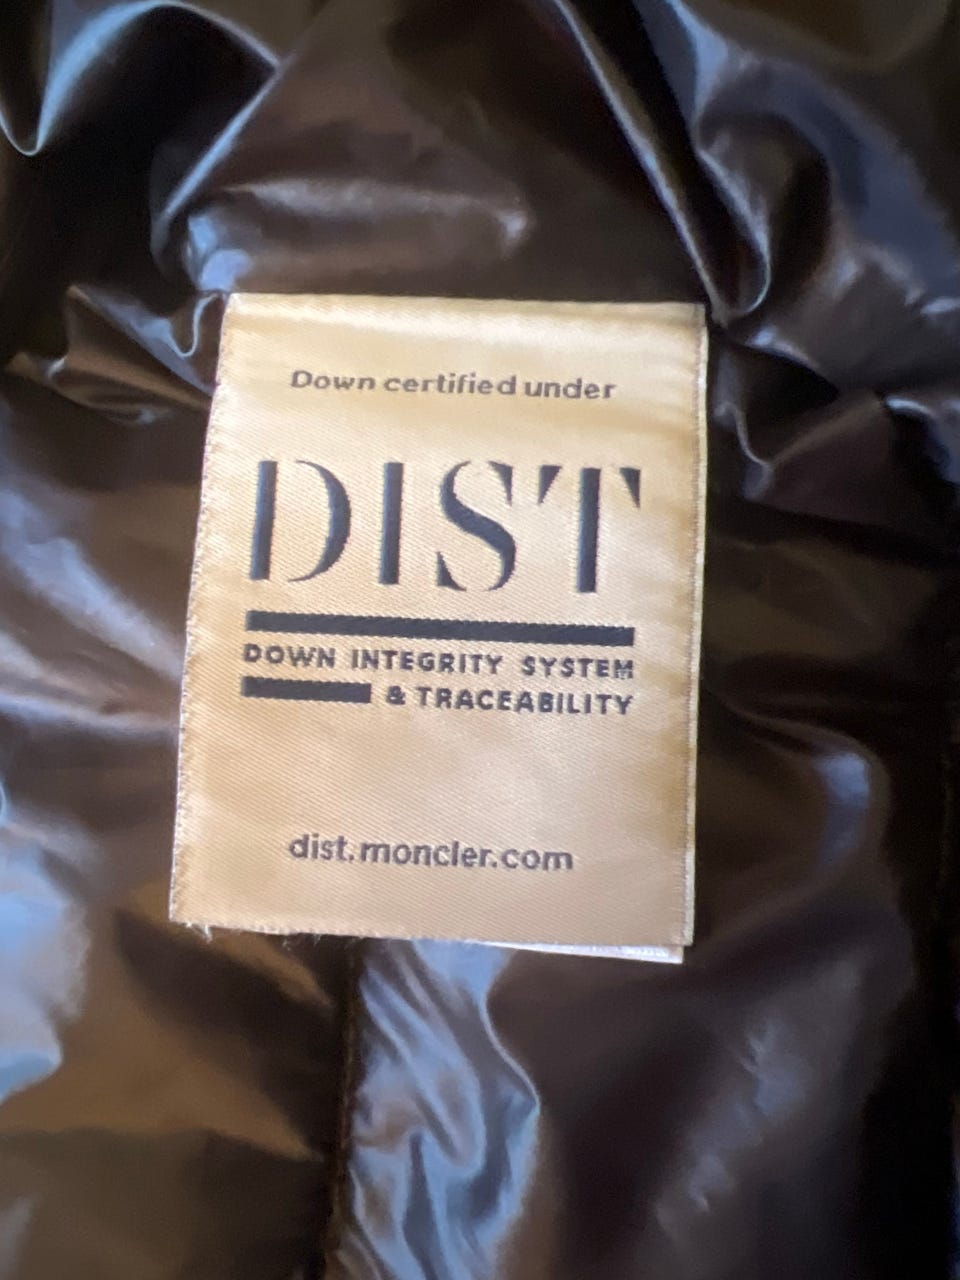 Down certified under
DIST
DOWN INTEGRITY SYSTEM
& TRACEABILITY
dist.moncler.com